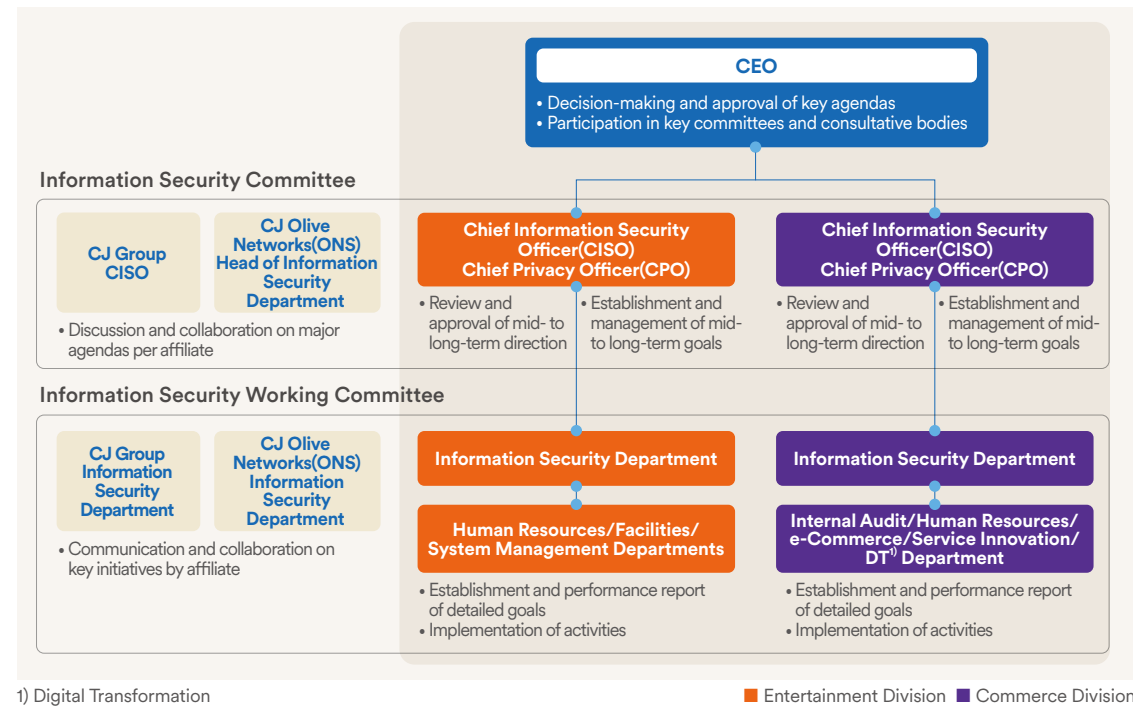 CEO
• Decision-making and approval of key agendas
• Participation in key committees and consultative bodies
Information Security Committee
CJ Group
CISO
CJ Olive
Networks(ONS)
Head of Information
Security
Department
• Discussion and collaboration on major
agendas per affiliate
Chief Information Security
Officer(CISO)
Chief Privacy Officer(CPO)
• Review and
approval of mid- to
long-term direction
• Establishment and
management of mid-
to long-term goals
Chief Information Security
Officer(CISO)
Chief Privacy Officer(CPO)
• Review and
approval of mid- to
long-term direction
• Establishment and
management of mid-
to long-term goals
Information Security Working Committee
CJ Group
Information
Security
Department
CJ Olive
Networks(ONS)
Information
Security
Department
• Communication and collaboration on
key initiatives by affiliate
Information Security Department
Human Resources/Facilities/
System Management Departments
• Establishment and performance report
of detailed goals
• Implementation of activities
Information Security Department
Internal Audit/Human Resources/
e-Commerce/Service Innovation/
DT¹⁾ Department
• Establishment and performance report
of detailed goals
• Implementation of activities
1) Digital Transformation
Entertainment Division
Commerce Division